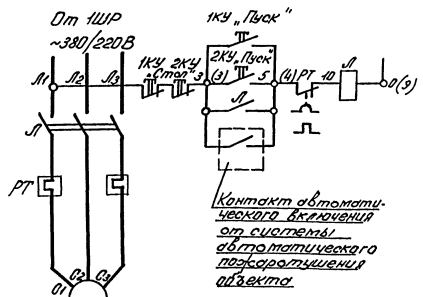 От 1ШР
~380/220В
1КУ „Пуск"
Л1 Л2 Л3
1КУ 2КУ
„Стоп"
3
(3)
2КУ„Пуск"
5
(4)
РТ
10
Л
0(9)
Л
Л
РТ
Контакт автомати-
ческого включения
от системы
автоматического
пожаротушения
объекта
С1 С2 С3